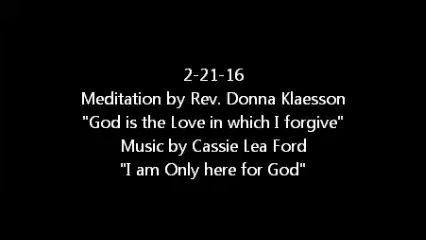 2-21-16
Meditation by Rev. Donna Klaesson
"God is the Love in which I forgive"
Music by Cassie Lea Ford
"I am Only here for God"